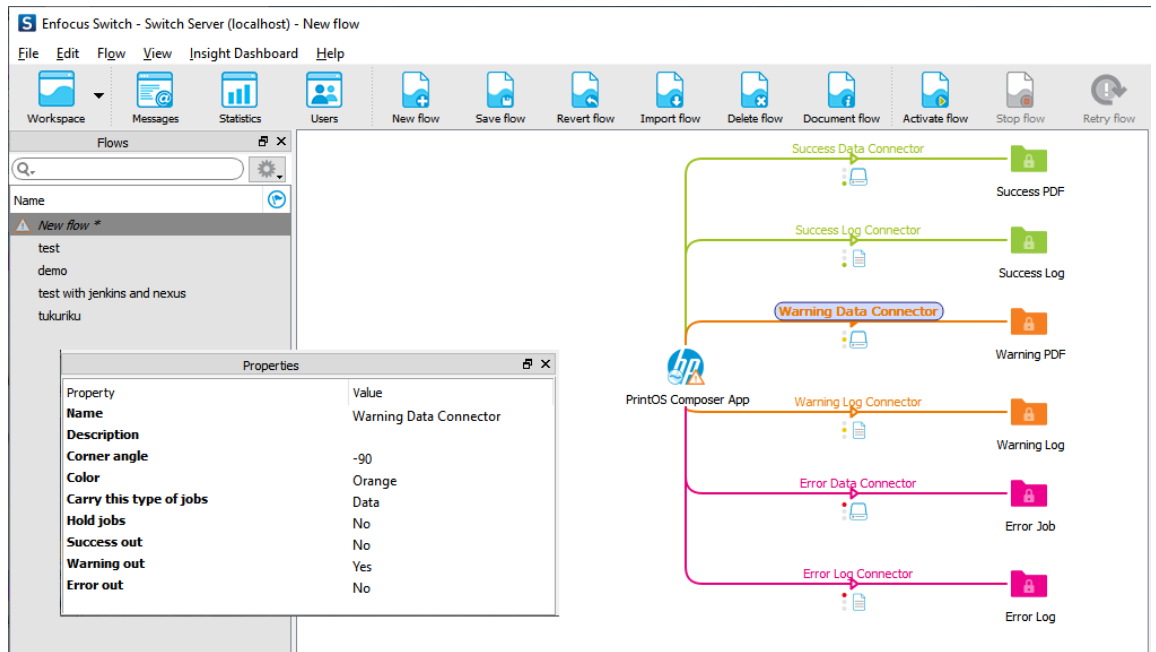 S Enfocus Switch - Switch Server (localhost) - New flow
File Edit Flow View Insight Dashboard Help
Workspace Messages Statistics Users New flow Save flow Revert flow Import flow Delete flow Document flow Activate flow Stop flow Retry flow
Flows
Name
New flow *
test
demo
test with jenkins and nexus
tukuriku
Success Data Connector
Success PDF
Success Log Connector
Success Log
Warning Data Connector
Warning PDF
hp
PrintOS Composer App
Warning Log Connector
Warning Log
Error Data Connector
Error Job
Error Log Connector
Error Log
Properties
Property Value
Name Warning Data Connector
Description
Corner angle -90
Color Orange
Carry this type of jobs Data
Hold jobs No
Success out No
Warning out Yes
Error out No